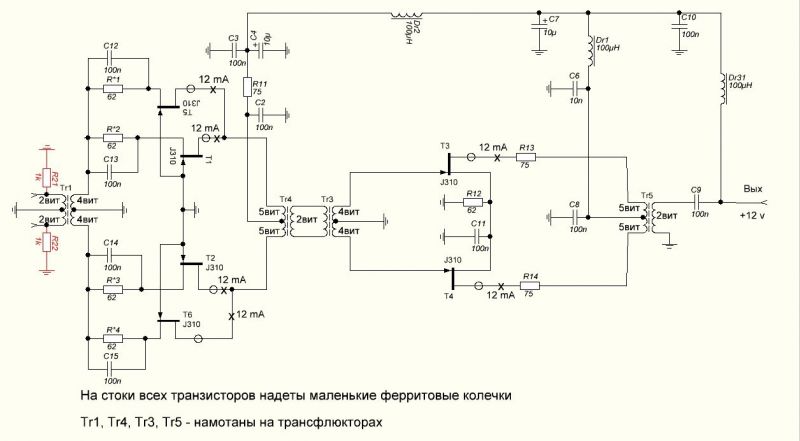 C12
100n
R*1
62
12 mA
T5
J310
C3
100n
C4
10µ
R11
75
C2
100n
Dr2
100µH
C7
10µ
Dr1
100µH
C10
100n
Dr31
100µH
C6
10n
R*2
62
12 mA
C13
100n
J310
T1
R21
1k
Tr1
2вит
4вит
2вит
4вит
R22
1k
Tr4
Tr3
5вит
2вит
4вит
5вит
4вит
T3
J310
12 mA
R13
75
R12
62
C11
100n
J310
T4
12 mA
R14
75
C8
100n
Tr5
5вит
2вит
5вит
C9
100n
Вых
+12 v
C14
100n
R*3
62
T2
J310
12 mA
12 mA
R*4
62
C15
100n
T6
J310
На стоки всех транзисторов надеты маленькие ферритовые колечки
Tr1, Tr4, Tr3, Tr5 - намотаны на трансфлюкторах